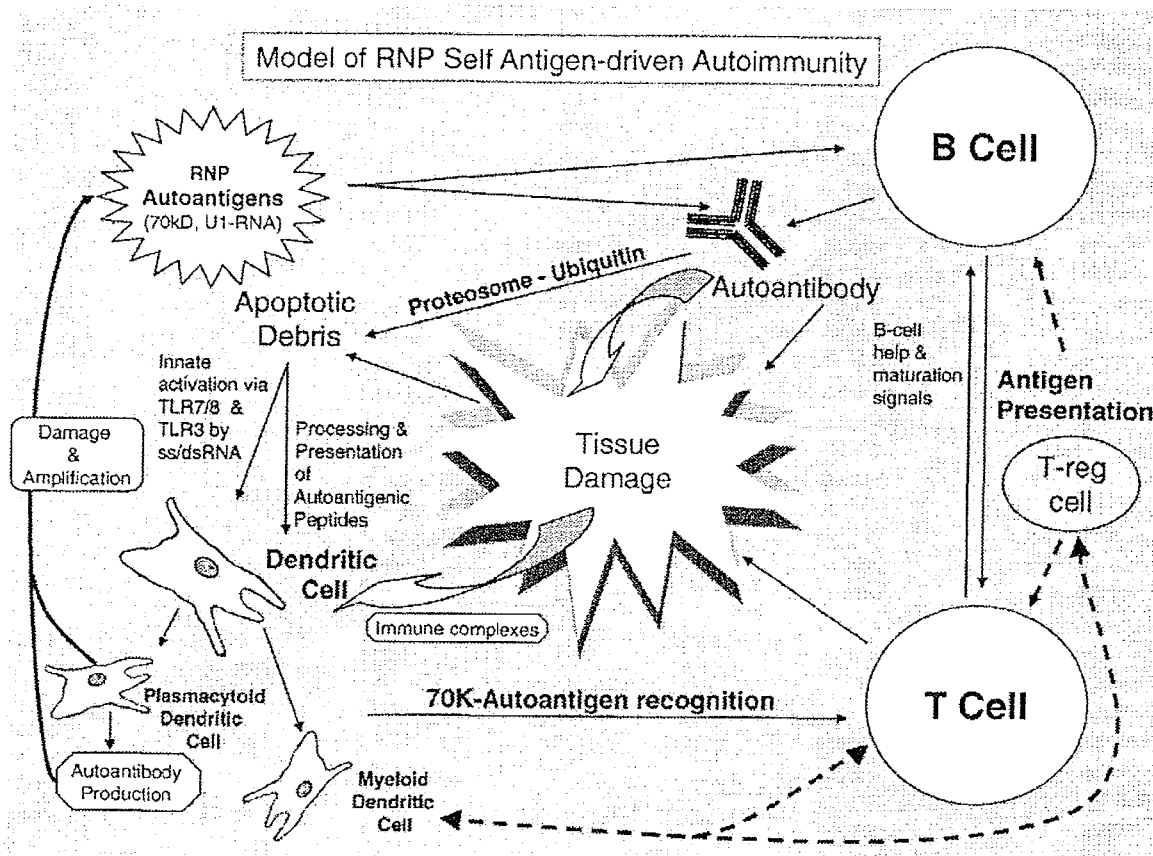 Model of RNP Self Antigen-driven Autoimmunity
B Cell
RNP
Autoantigens
(70kD, U1-RNA)
Proteosome - Ubiquitin
Autoantibody
Apoptotic
Debris
Innate
activation via
TLR7/8 &
TLR3 by
ss/dsRNA
Processing &
Presentation
of
Autoantigenic
Peptides
Damage
&
Amplification
Tissue
Damage
B-cell
help &
maturation
signals
Antigen
Presentation
T-reg
cell
Dendritic
Cell
Immune complexes
Plasmacytoid
Dendritic
Cell
70K-Autoantigen recognition
T Cell
Autoantibody
Production
Myeloid
Dendritic
Cell